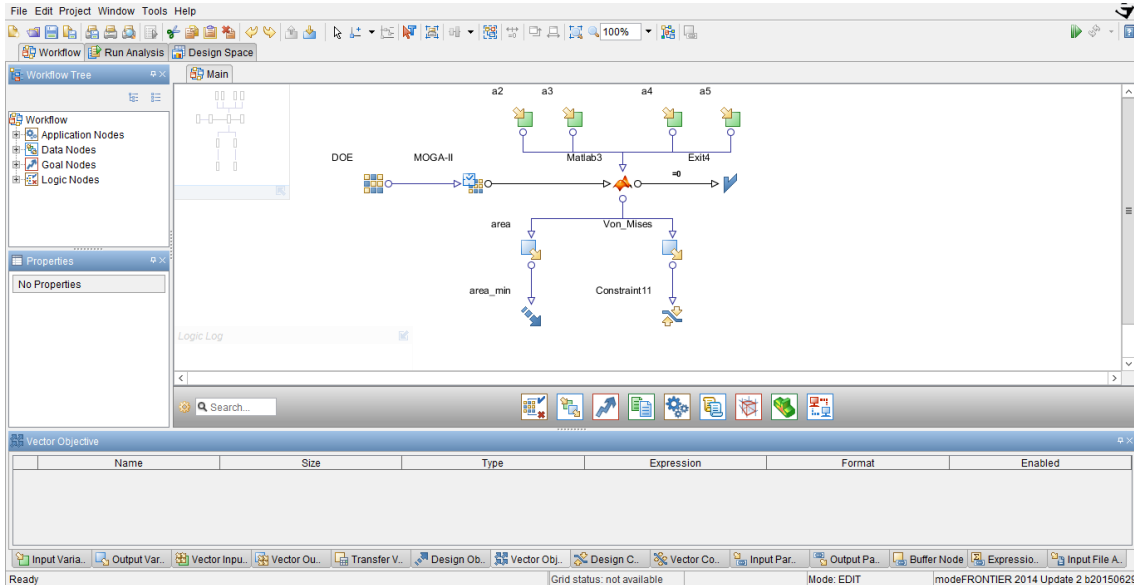 File Edit Project Window Tools Help
100%
Workflow Run Analysis Design Space
Workflow Tree
Main
Workflow
Application Nodes
Data Nodes
Goal Nodes
Logic Nodes
Properties
No Properties
a2 a3 a4 a5
DOE MOGA-II Matlab3 Exit4
=0
area Von_Mises
area_min Constraint11
Logic Log
Search...
Vector Objective
Name Size Type Expression Format Enabled
Input Varia.. Output Var.. Vector Inpu.. Vector Ou.. Transfer V.. Design Ob.. Vector Obj.. Design C.. Vector Co.. Input Par.. Output Pa.. Buffer Node Expressio.. Input File A..
Ready Grid status: not available Mode: EDIT modeFRONTIER 2014 Update 2 b2015062